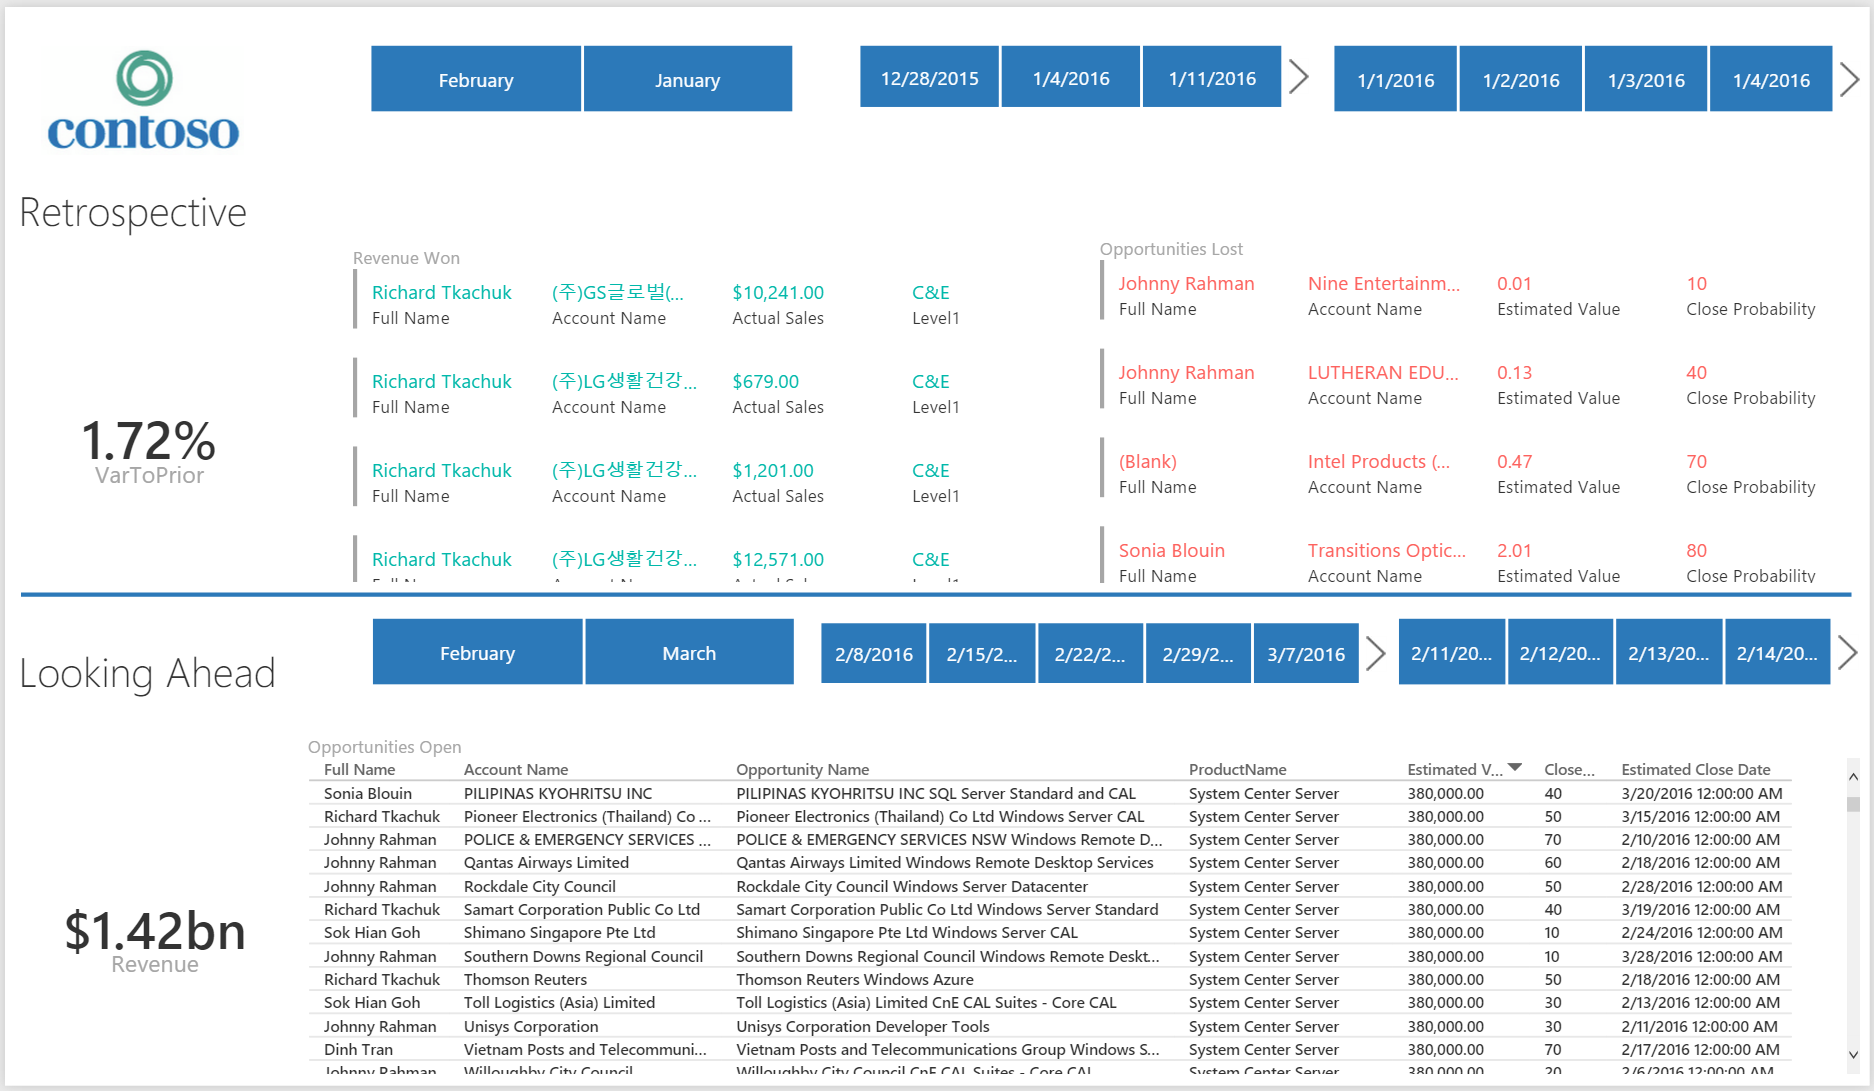 contoso
February January
12/28/2015 1/4/2016 1/11/2016
1/1/2016 1/2/2016 1/3/2016 1/4/2016
Retrospective
1.72%
VarToPrior
Revenue Won
Richard Tkachuk (주)GS글로벌(... $10,241.00 C&E
Full Name Account Name Actual Sales Level1
Richard Tkachuk (주)LG생활건강... $679.00 C&E
Full Name Account Name Actual Sales Level1
Richard Tkachuk (주)LG생활건강... $1,201.00 C&E
Full Name Account Name Actual Sales Level1
Richard Tkachuk (주)LG생활건강... $12,571.00 C&E
Full Name Account Name Actual Sales Level1
Opportunities Lost
Johnny Rahman Nine Entertainm... 0.01 10
Full Name Account Name Estimated Value Close Probability
Johnny Rahman LUTHERAN EDU... 0.13 40
Full Name Account Name Estimated Value Close Probability
(Blank) Intel Products (... 0.47 70
Full Name Account Name Estimated Value Close Probability
Sonia Blouin Transitions Optic... 2.01 80
Full Name Account Name Estimated Value Close Probability
Looking Ahead
February March
2/8/2016 2/15/2... 2/22/2... 2/29/2... 3/7/2016
2/11/20... 2/12/20... 2/13/20... 2/14/20...
$1.42bn
Revenue
Opportunities Open
Full Name Account Name Opportunity Name ProductName Estimated V... Close... Estimated Close Date
Sonia Blouin PILIPINAS KYOHRITSU INC PILIPINAS KYOHRITSU INC SQL Server Standard and CAL System Center Server 380,000.00 40 3/20/2016 12:00:00 AM
Richard Tkachuk Pioneer Electronics (Thailand) Co ... Pioneer Electronics (Thailand) Co Ltd Windows Server CAL System Center Server 380,000.00 50 3/15/2016 12:00:00 AM
Johnny Rahman POLICE & EMERGENCY SERVICES ... POLICE & EMERGENCY SERVICES NSW Windows Remote D... System Center Server 380,000.00 70 2/10/2016 12:00:00 AM
Johnny Rahman Qantas Airways Limited Qantas Airways Limited Windows Remote Desktop Services System Center Server 380,000.00 60 2/18/2016 12:00:00 AM
Johnny Rahman Rockdale City Council Rockdale City Council Windows Server Datacenter System Center Server 380,000.00 50 2/28/2016 12:00:00 AM
Richard Tkachuk Samart Corporation Public Co Ltd Samart Corporation Public Co Ltd Windows Server Standard System Center Server 380,000.00 40 3/19/2016 12:00:00 AM
Sok Hian Goh Shimano Singapore Pte Ltd Shimano Singapore Pte Ltd Windows Server CAL System Center Server 380,000.00 10 2/24/2016 12:00:00 AM
Johnny Rahman Southern Downs Regional Council Southern Downs Regional Council Windows Remote Deskt... System Center Server 380,000.00 10 3/28/2016 12:00:00 AM
Richard Tkachuk Thomson Reuters Thomson Reuters Windows Azure System Center Server 380,000.00 50 2/18/2016 12:00:00 AM
Sok Hian Goh Toll Logistics (Asia) Limited Toll Logistics (Asia) Limited CnE CAL Suites - Core CAL System Center Server 380,000.00 30 2/13/2016 12:00:00 AM
Johnny Rahman Unisys Corporation Unisys Corporation Developer Tools System Center Server 380,000.00 30 2/11/2016 12:00:00 AM
Dinh Tran Vietnam Posts and Telecommuni... Vietnam Posts and Telecommunications Group Windows S... System Center Server 380,000.00 70 2/17/2016 12:00:00 AM
Johnny Rahman Willoughby City Council Willoughby City Council CnE CAL Suites - Core CAL System Center Server 380,000.00 20 2/6/2016 12:00:00 AM